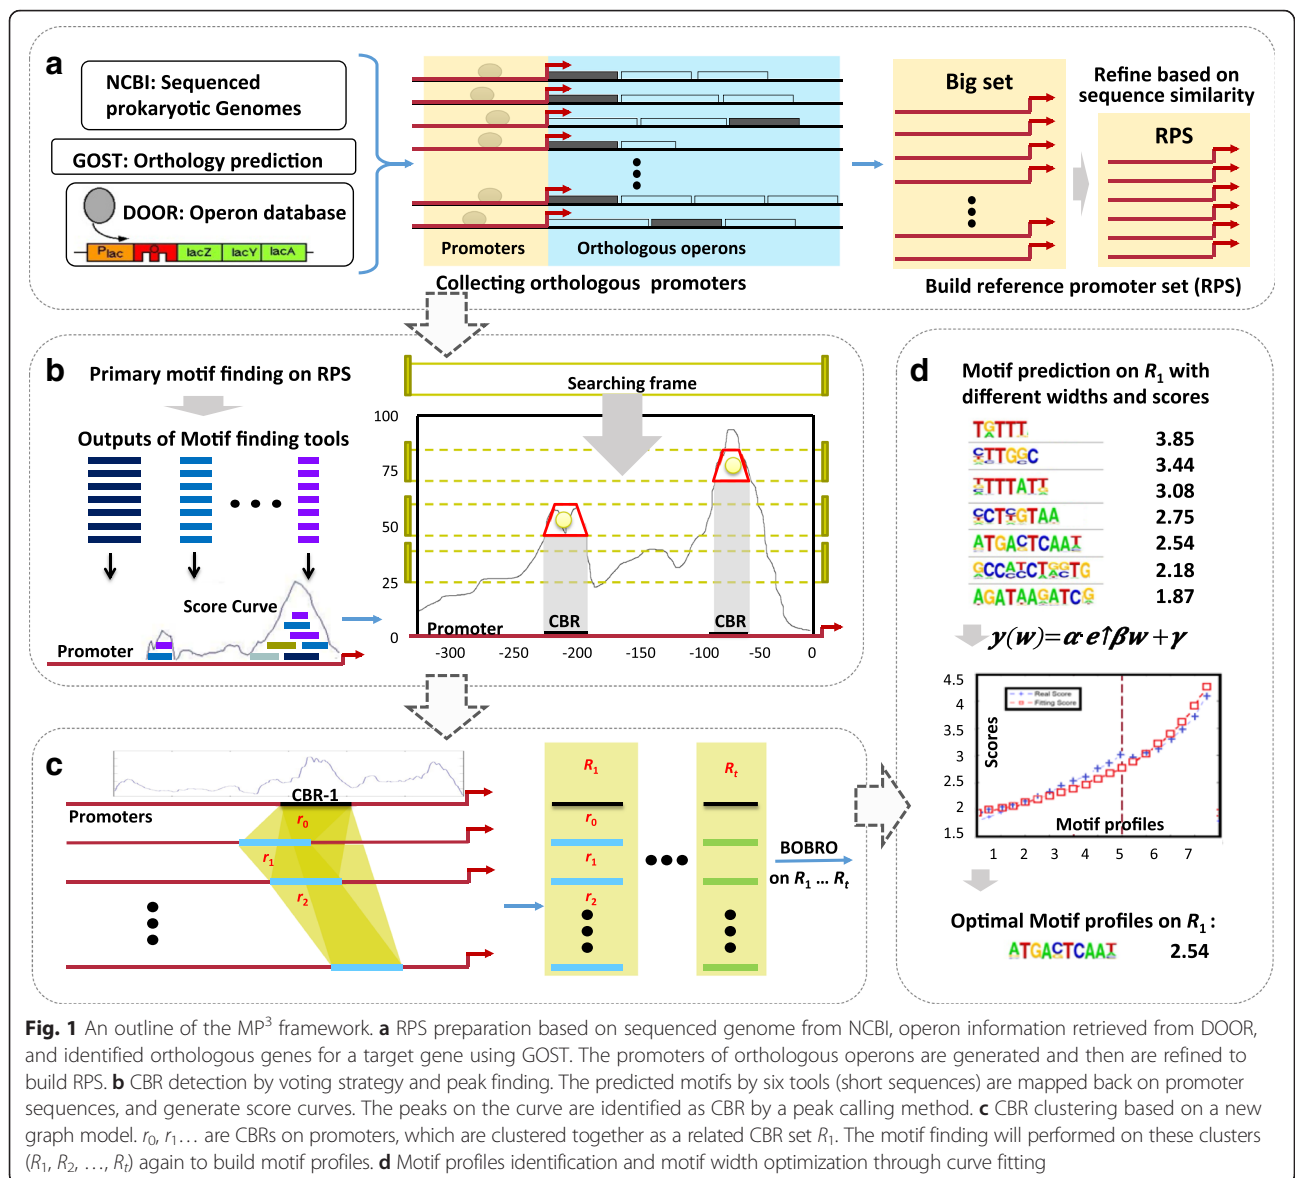 a
NCBI: Sequenced
prokaryotic Genomes
GOST: Orthology prediction
DOOR: Operon database
Plac
O
lacZ
lacY
lacA
Promoters
Orthologous operons
Collecting orthologous promoters
Big set
Refine based on
sequence similarity
RPS
Build reference promoter set (RPS)
b
Primary motif finding on RPS
Outputs of Motif finding tools
Score Curve
Promoter
Searching frame
100
75
50
25
0
Promoter
CBR
CBR
-300
-200
-150
-100
-50
0
c
CBR-1
Promoters
r0
r1
r2
R1
r0
r1
r2
Rt
BOBRO
on R1 ... Rt
d
Motif prediction on R1 with
different widths and scores
TGTTT 3.85
CTTGGC 3.44
TTTTATT 3.08
CCTCGTAA 2.75
ATGACTCAAT 2.54
GCCATCTGCTG 2.18
AGATAAGATCG 1.87
y(w)=α·e↑βw+γ
4.5
4
3.5
3
2.5
2
1.5
Scores
Real Score
Fitting Score
Motif profiles
1 2 3 4 5 6 7
Optimal Motif profiles on R1 :
ATGACTCAAT 2.54
Fig. 1 An outline of the MP3 framework. a RPS preparation based on sequenced genome from NCBI, operon information retrieved from DOOR,
and identified orthologous genes for a target gene using GOST. The promoters of orthologous operons are generated and then are refined to
build RPS. b CBR detection by voting strategy and peak finding. The predicted motifs by six tools (short sequences) are mapped back on promoter
sequences, and generate score curves. The peaks on the curve are identified as CBR by a peak calling method. c CBR clustering based on a new
graph model. r0, r1… are CBRs on promoters, which are clustered together as a related CBR set R1. The motif finding will performed on these clusters
(R1, R2, …, Rt) again to build motif profiles. d Motif profiles identification and motif width optimization through curve fitting